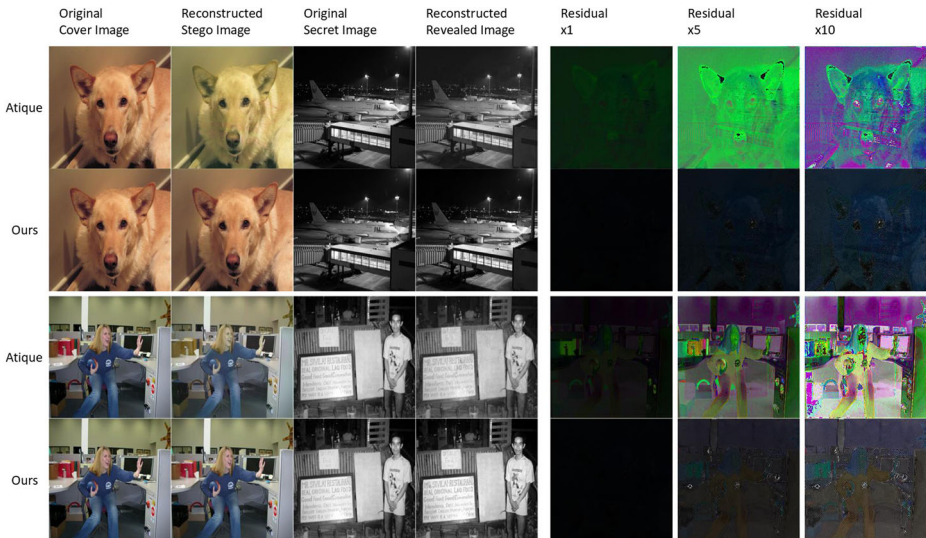 Original Original Original Reconstructed Residual Residual Residual
Cover Image Stego Image Secret Image Revealed Image x1 x5 x10
Atique
Ours
Atique
Ours